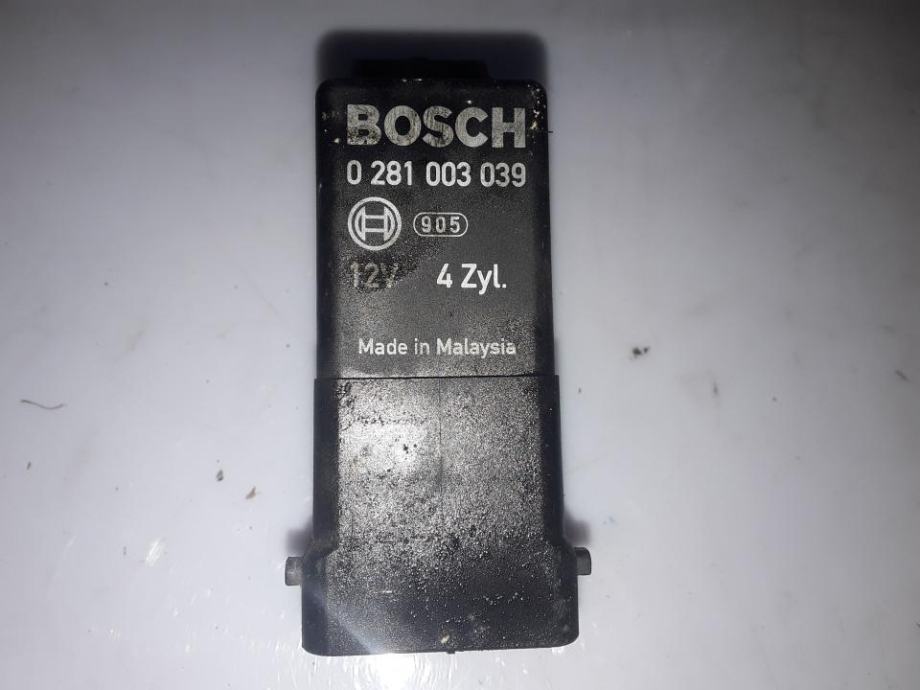 BOSCH
0 281 003 039
905
12V 4 Zyl.
Made in Malaysia